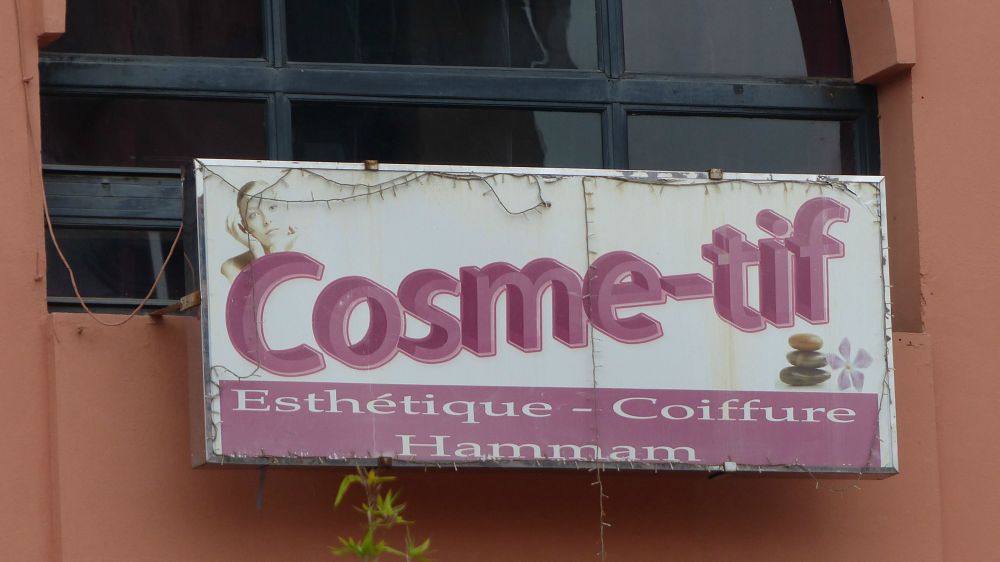 Cosme-tif
Esthétique - Coiffure
Hammam